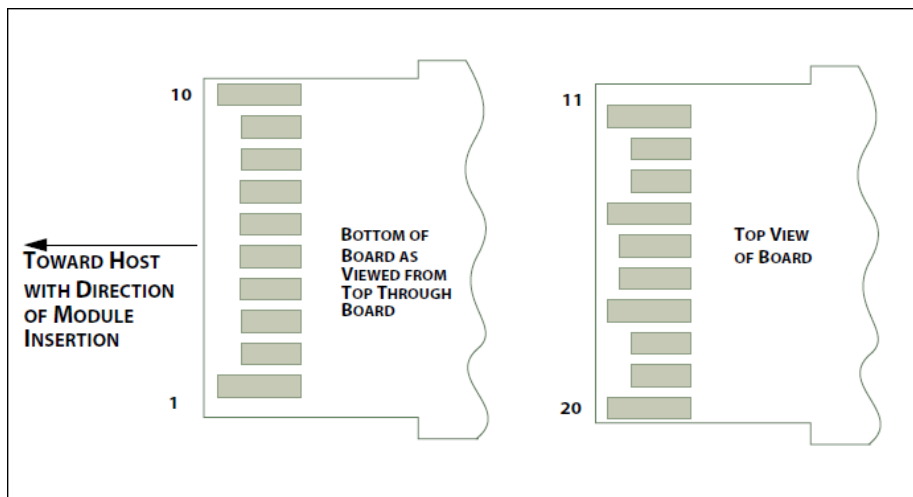 10
1
TOWARD HOST
WITH DIRECTION
OF MODULE
INSERTION
BOTTOM OF
BOARD AS
VIEWED FROM
TOP THROUGH
BOARD
11
20
TOP VIEW
OF BOARD